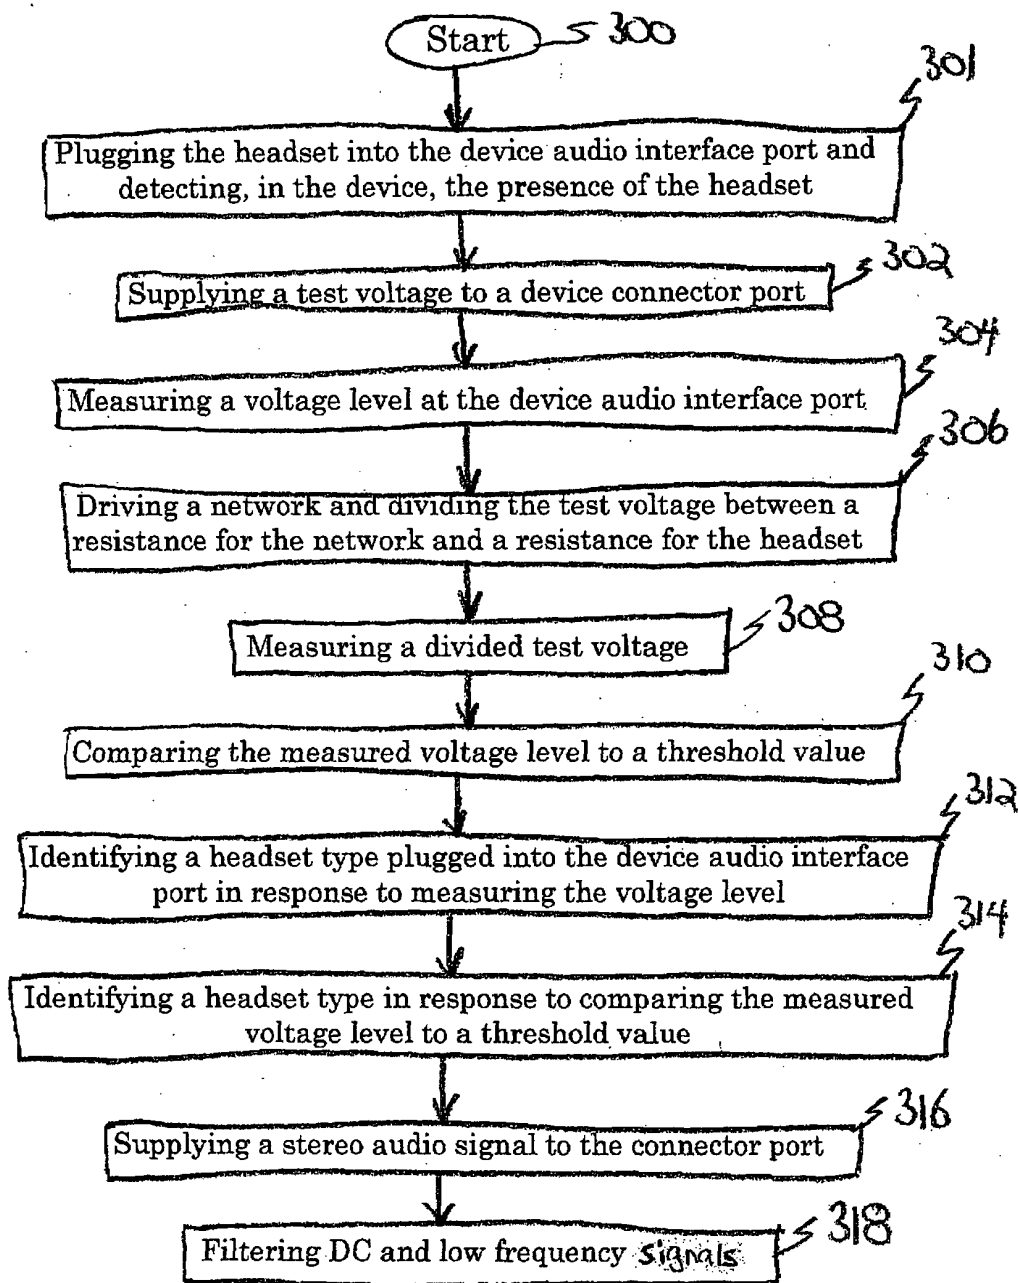 Start 300
301
Plugging the headset into the device audio interface port and
detecting, in the device, the presence of the headset
302
Supplying a test voltage to a device connector port
304
Measuring a voltage level at the device audio interface port
306
Driving a network and dividing the test voltage between a
resistance for the network and a resistance for the headset
308
Measuring a divided test voltage
310
Comparing the measured voltage level to a threshold value
312
Identifying a headset type plugged into the device audio interface
port in response to measuring the voltage level
314
Identifying a headset type in response to comparing the measured
voltage level to a threshold value
316
Supplying a stereo audio signal to the connector port
318
Filtering DC and low frequency signals